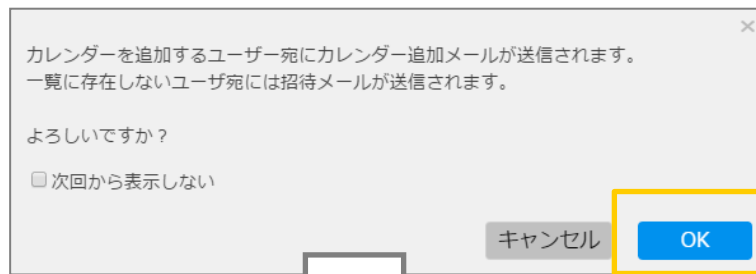 ×
カレンダーを追加するユーザー宛にカレンダー追加メールが送信されます。
一覧に存在しないユーザ宛には招待メールが送信されます。
よろしいですか？
次回から表示しない
キャンセル OK